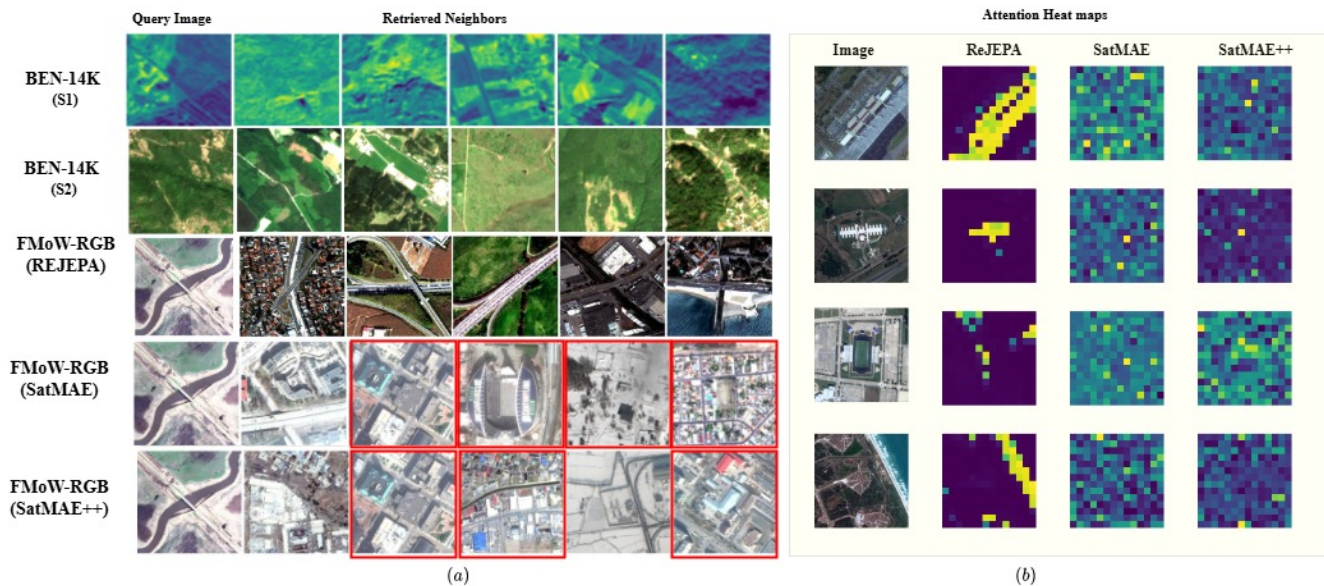 Query Image
Retrieved Neighbors
BEN-14K
(S1)
BEN-14K
(S2)
FMoW-RGB
(REJEPA)
FMoW-RGB
(SatMAE)
FMoW-RGB
(SatMAE++)
(a)
Attention Heat maps
Image
ReJEPA
SatMAE
SatMAE++
(b)